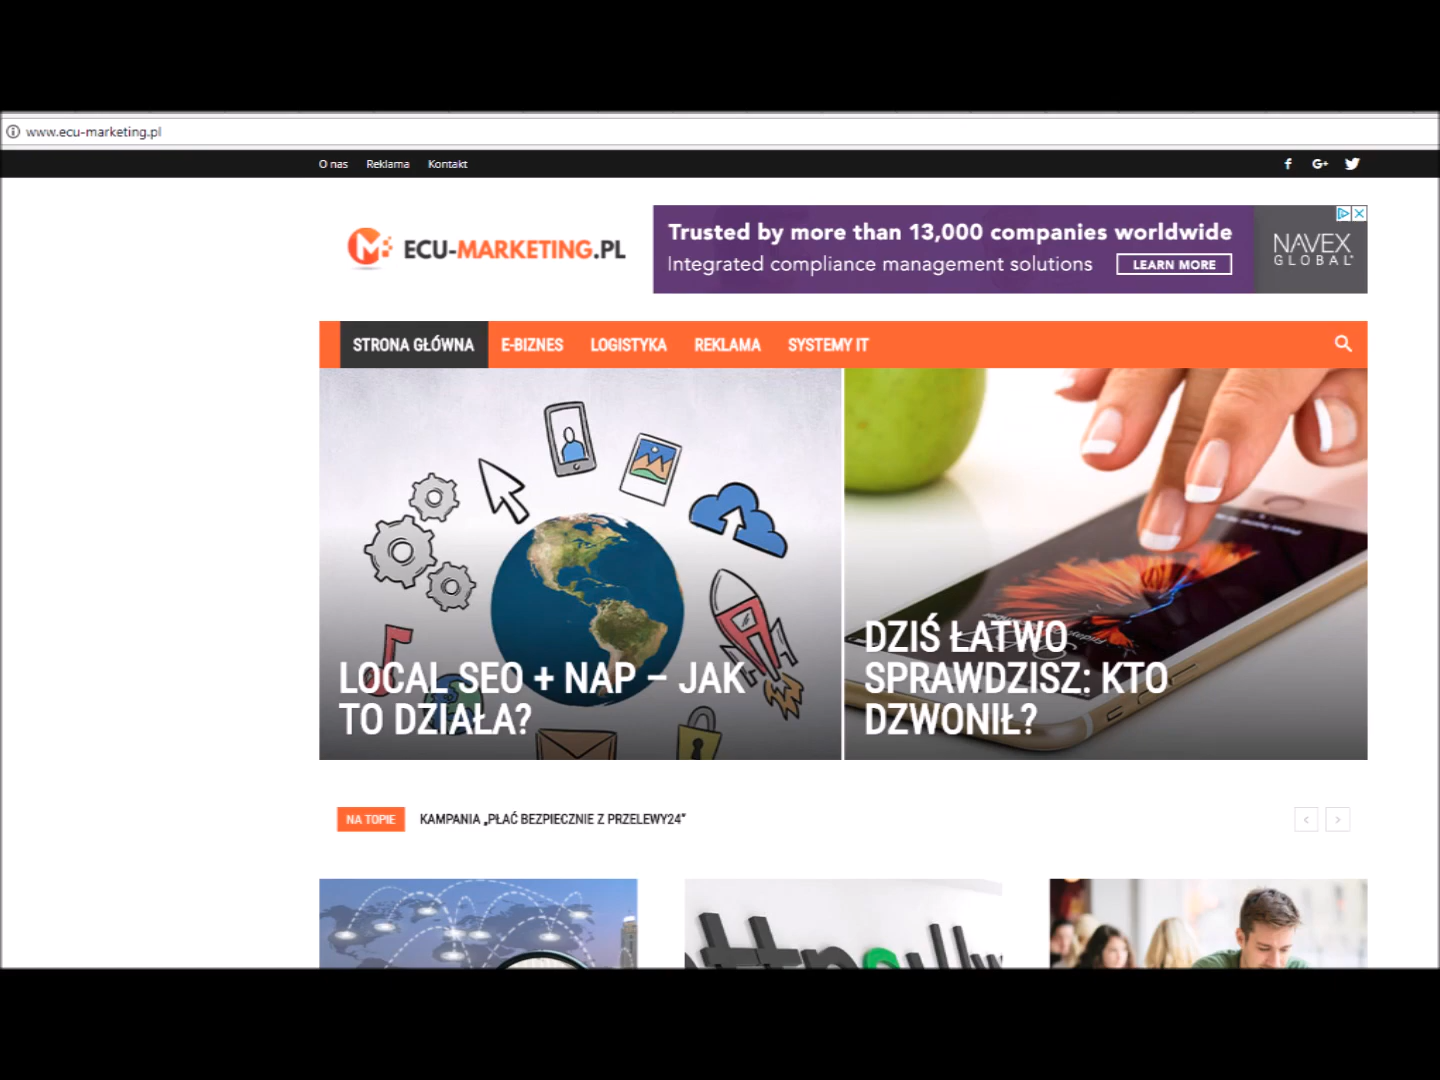 www.ecu-marketing.pl
O nas Reklama Kontakt
f G+
ECU-MARKETING.PL
Trusted by more than 13,000 companies worldwide
Integrated compliance management solutions LEARN MORE
NAVEX
GLOBAL
STRONA GŁÓWNA E-BIZNES LOGISTYKA REKLAMA SYSTEMY IT
LOCAL SEO + NAP – JAK
TO DZIAŁA?
DZIŚ ŁATWO
SPRAWDZISZ: KTO
DZWONIŁ?
NA TOPIE KAMPANIA „PŁAĆ BEZPIECZNIE Z PRZELEWY24”